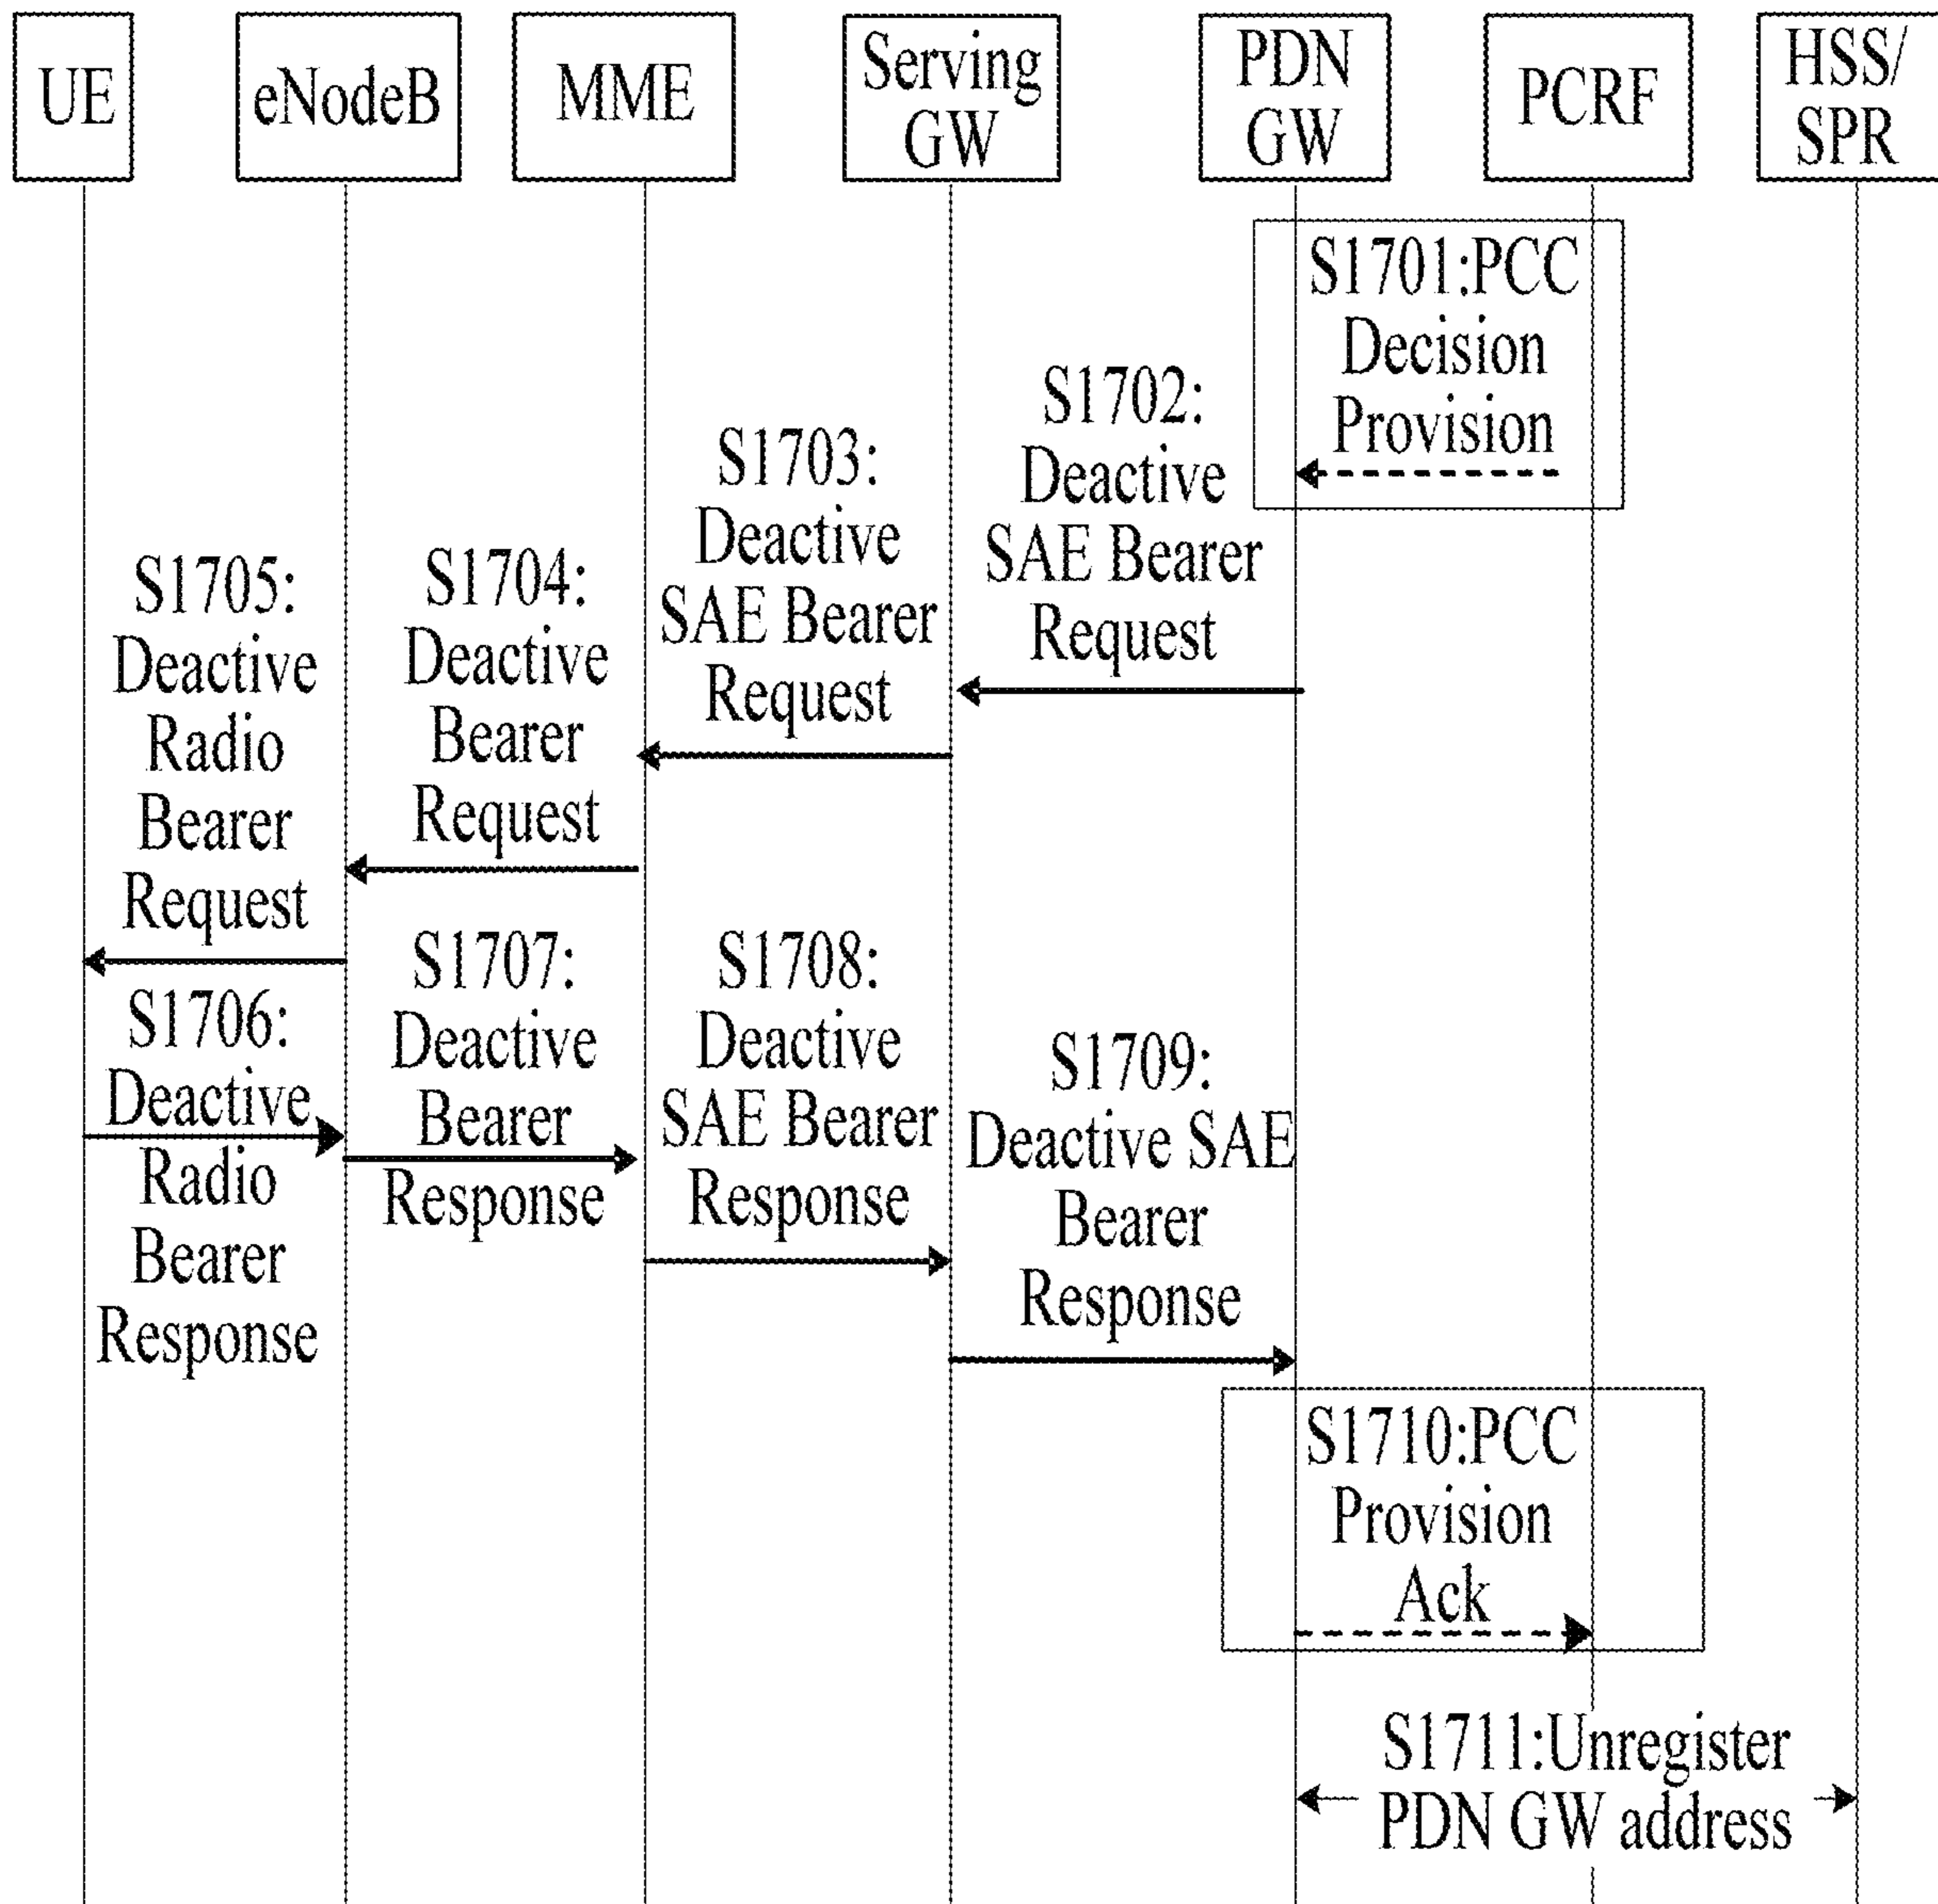 UE
eNodeB
MME
Serving
GW
PDN
GW
PCRF
HSS/
SPR
S1701:PCC
Decision
Provision
S1702:
Deactive
SAE Bearer
Request
S1703:
Deactive
SAE Bearer
Request
S1704:
Deactive
Bearer
Request
S1705:
Deactive
Radio
Bearer
Request
S1706:
Deactive
Radio
Bearer
Response
S1707:
Deactive
Bearer
Response
S1708:
Deactive
SAE Bearer
Response
S1709:
Deactive SAE
Bearer
Response
S1710:PCC
Provision
Ack
S1711:Unregister
PDN GW address